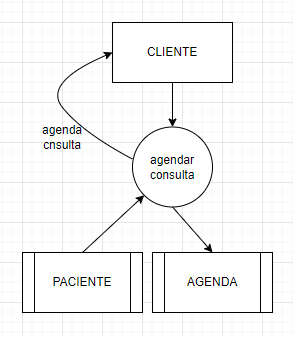 CLIENTE
agenda
cnsulta
agendar
consulta
PACIENTE
AGENDA